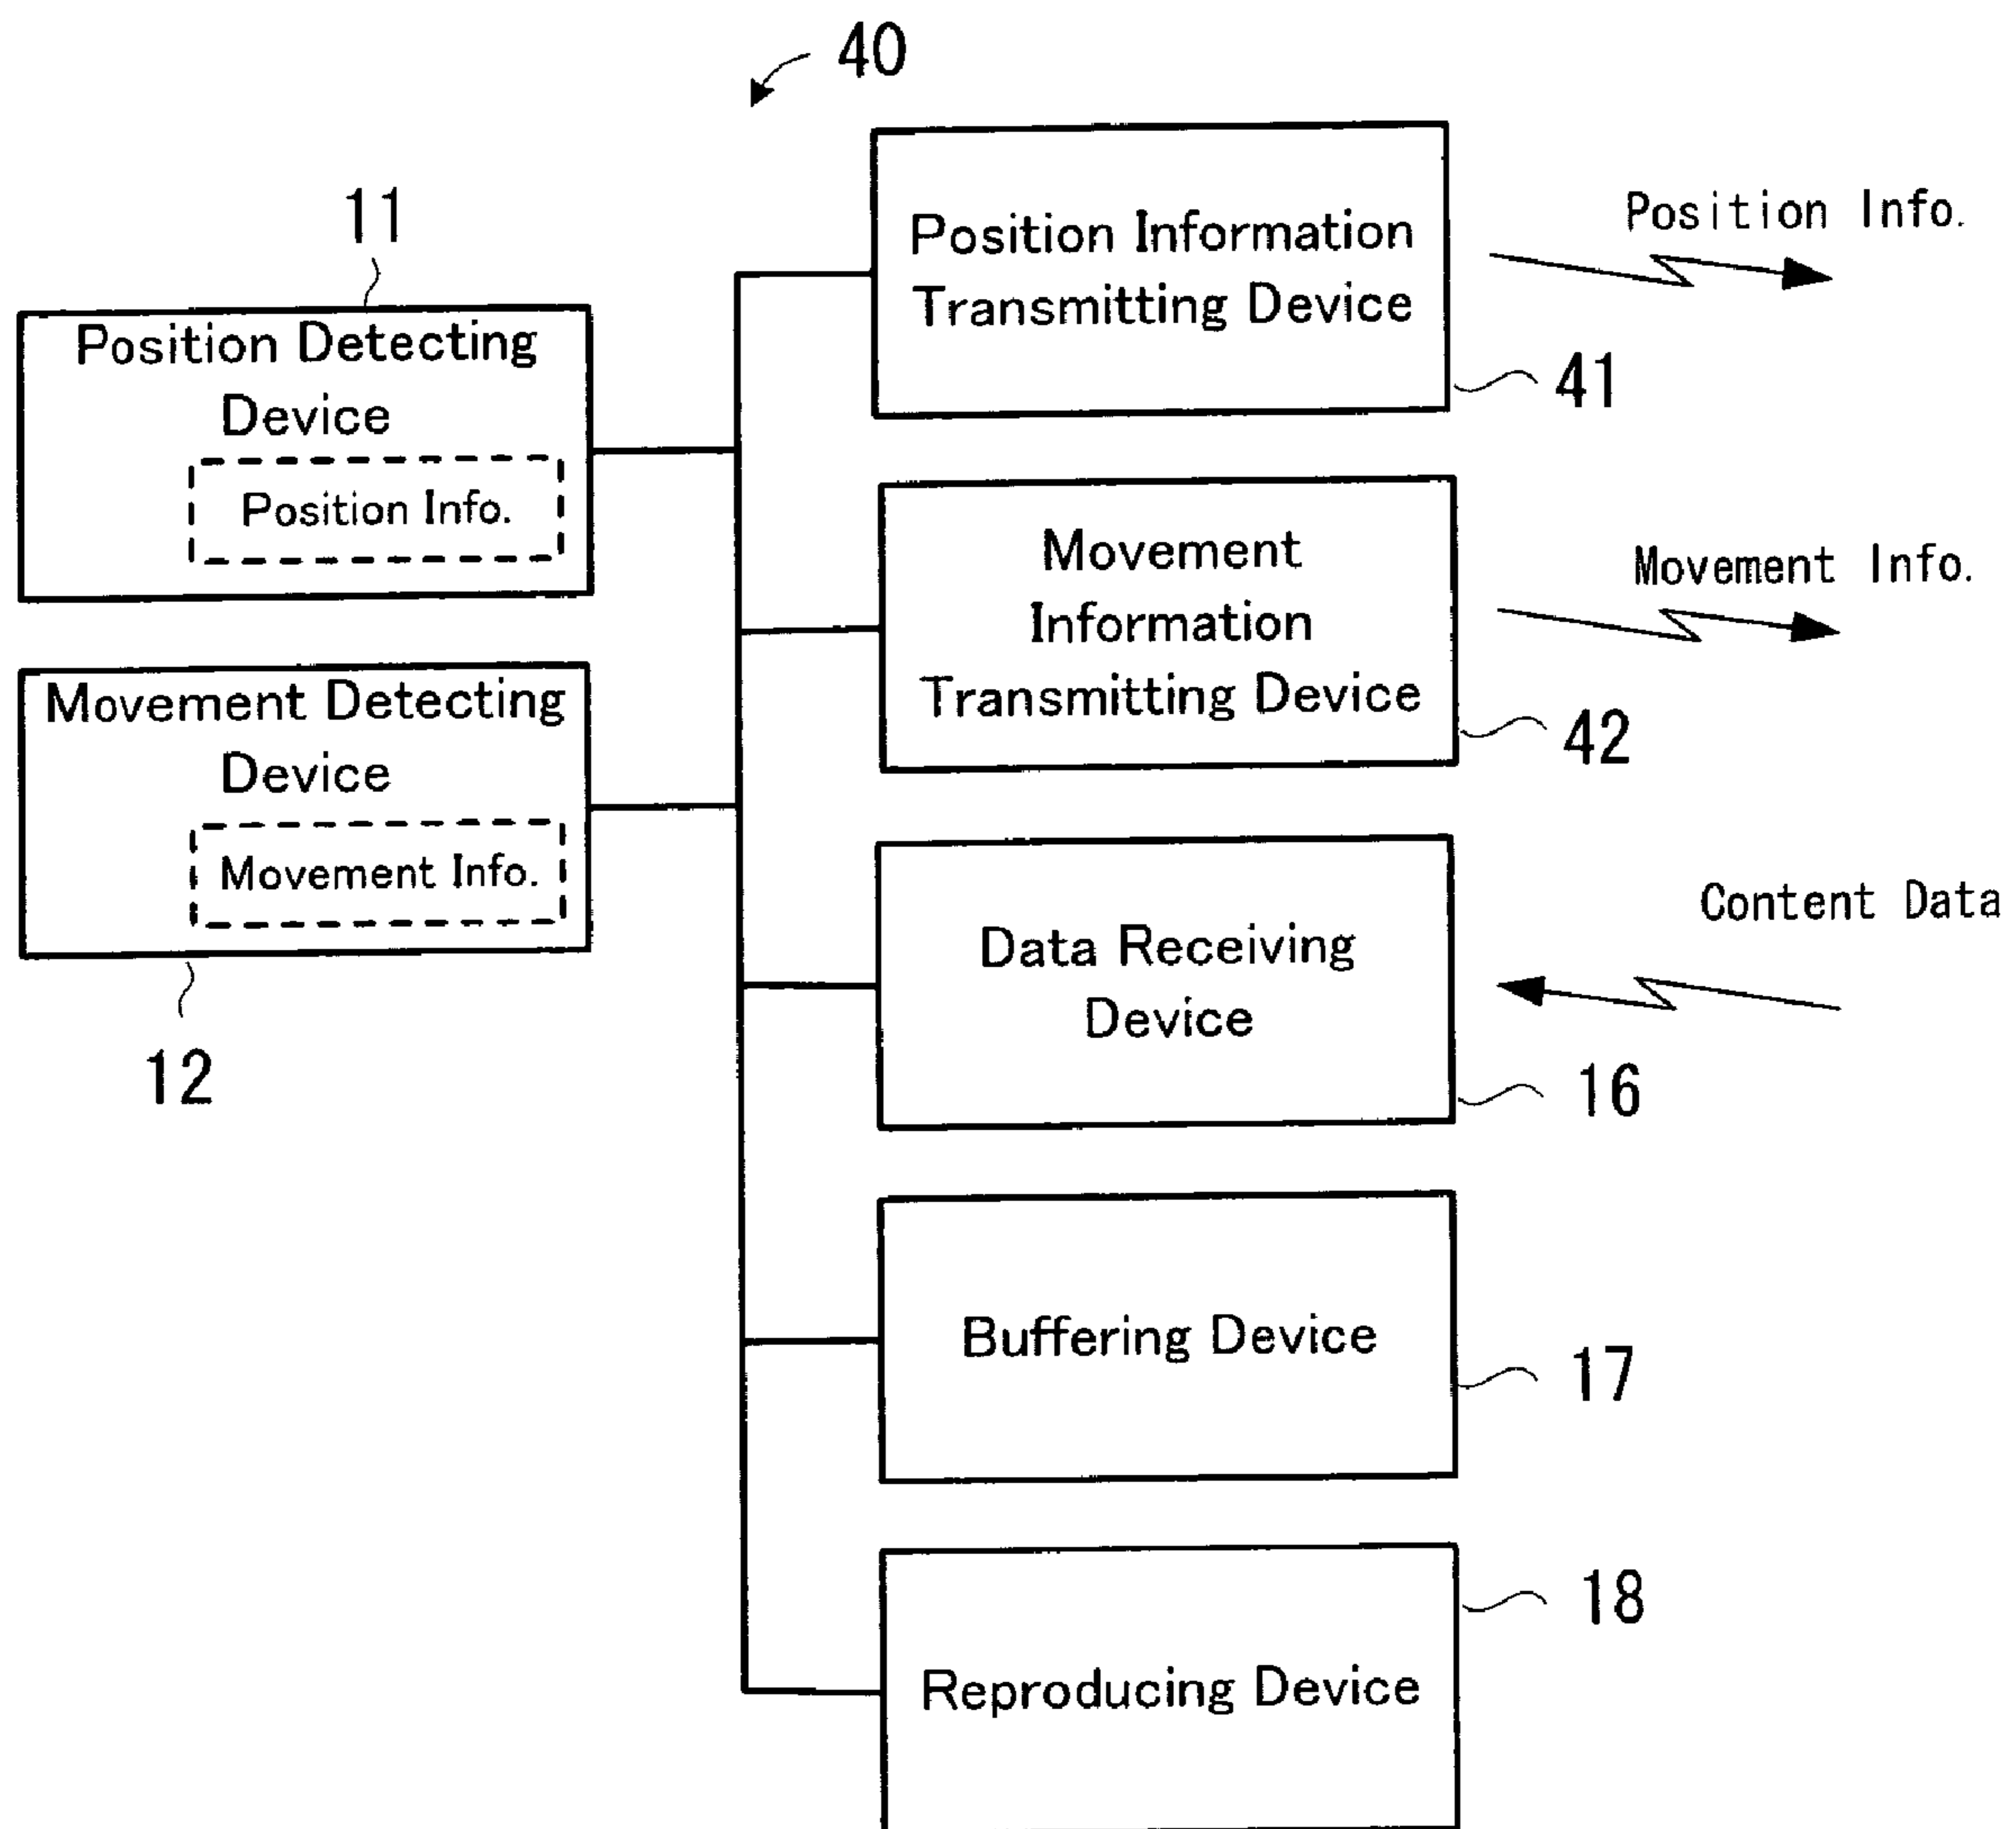 40
11
Position Detecting
Device
Position Info.
Movement Detecting
Device
Movement Info.
12
Position Information
Transmitting Device
41
Position Info.
Movement
Information
Transmitting Device
42
Movement Info.
Data Receiving
Device
16
Content Data
Buffering Device
17
Reproducing Device
18